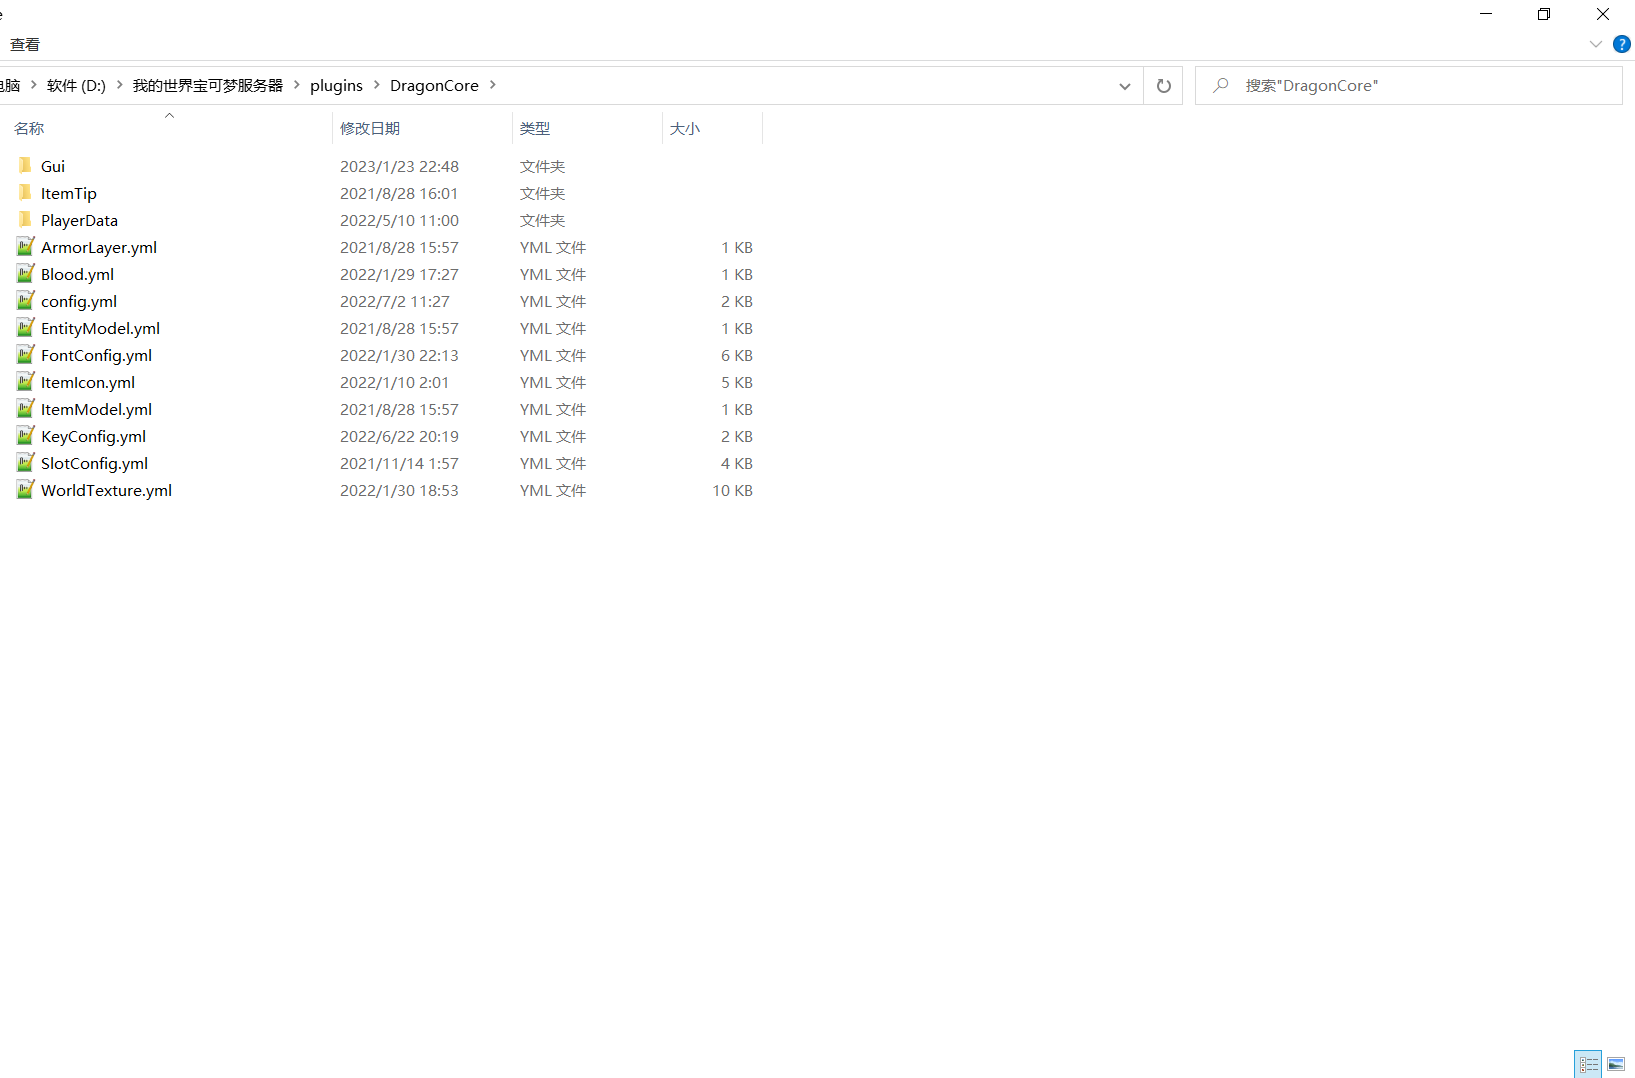 查看
脑 软件 (D:) 我的世界宝可梦服务器 plugins DragonCore 搜索"DragonCore"
名称 修改日期 类型 大小
Gui 2023/1/23 22:48 文件夹
ItemTip 2021/8/28 16:01 文件夹
PlayerData 2022/5/10 11:00 文件夹
ArmorLayer.yml 2021/8/28 15:57 YML 文件 1 KB
Blood.yml 2022/1/29 17:27 YML 文件 1 KB
config.yml 2022/7/2 11:27 YML 文件 2 KB
EntityModel.yml 2021/8/28 15:57 YML 文件 1 KB
FontConfig.yml 2022/1/30 22:13 YML 文件 6 KB
ItemIcon.yml 2022/1/10 2:01 YML 文件 5 KB
ItemModel.yml 2021/8/28 15:57 YML 文件 1 KB
KeyConfig.yml 2022/6/22 20:19 YML 文件 2 KB
SlotConfig.yml 2021/11/14 1:57 YML 文件 4 KB
WorldTexture.yml 2022/1/30 18:53 YML 文件 10 KB